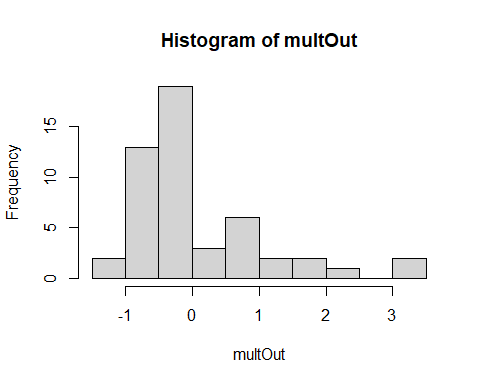 Histogram of multOut
Frequency
15
10
5
0
-1 0 1 2 3
multOut